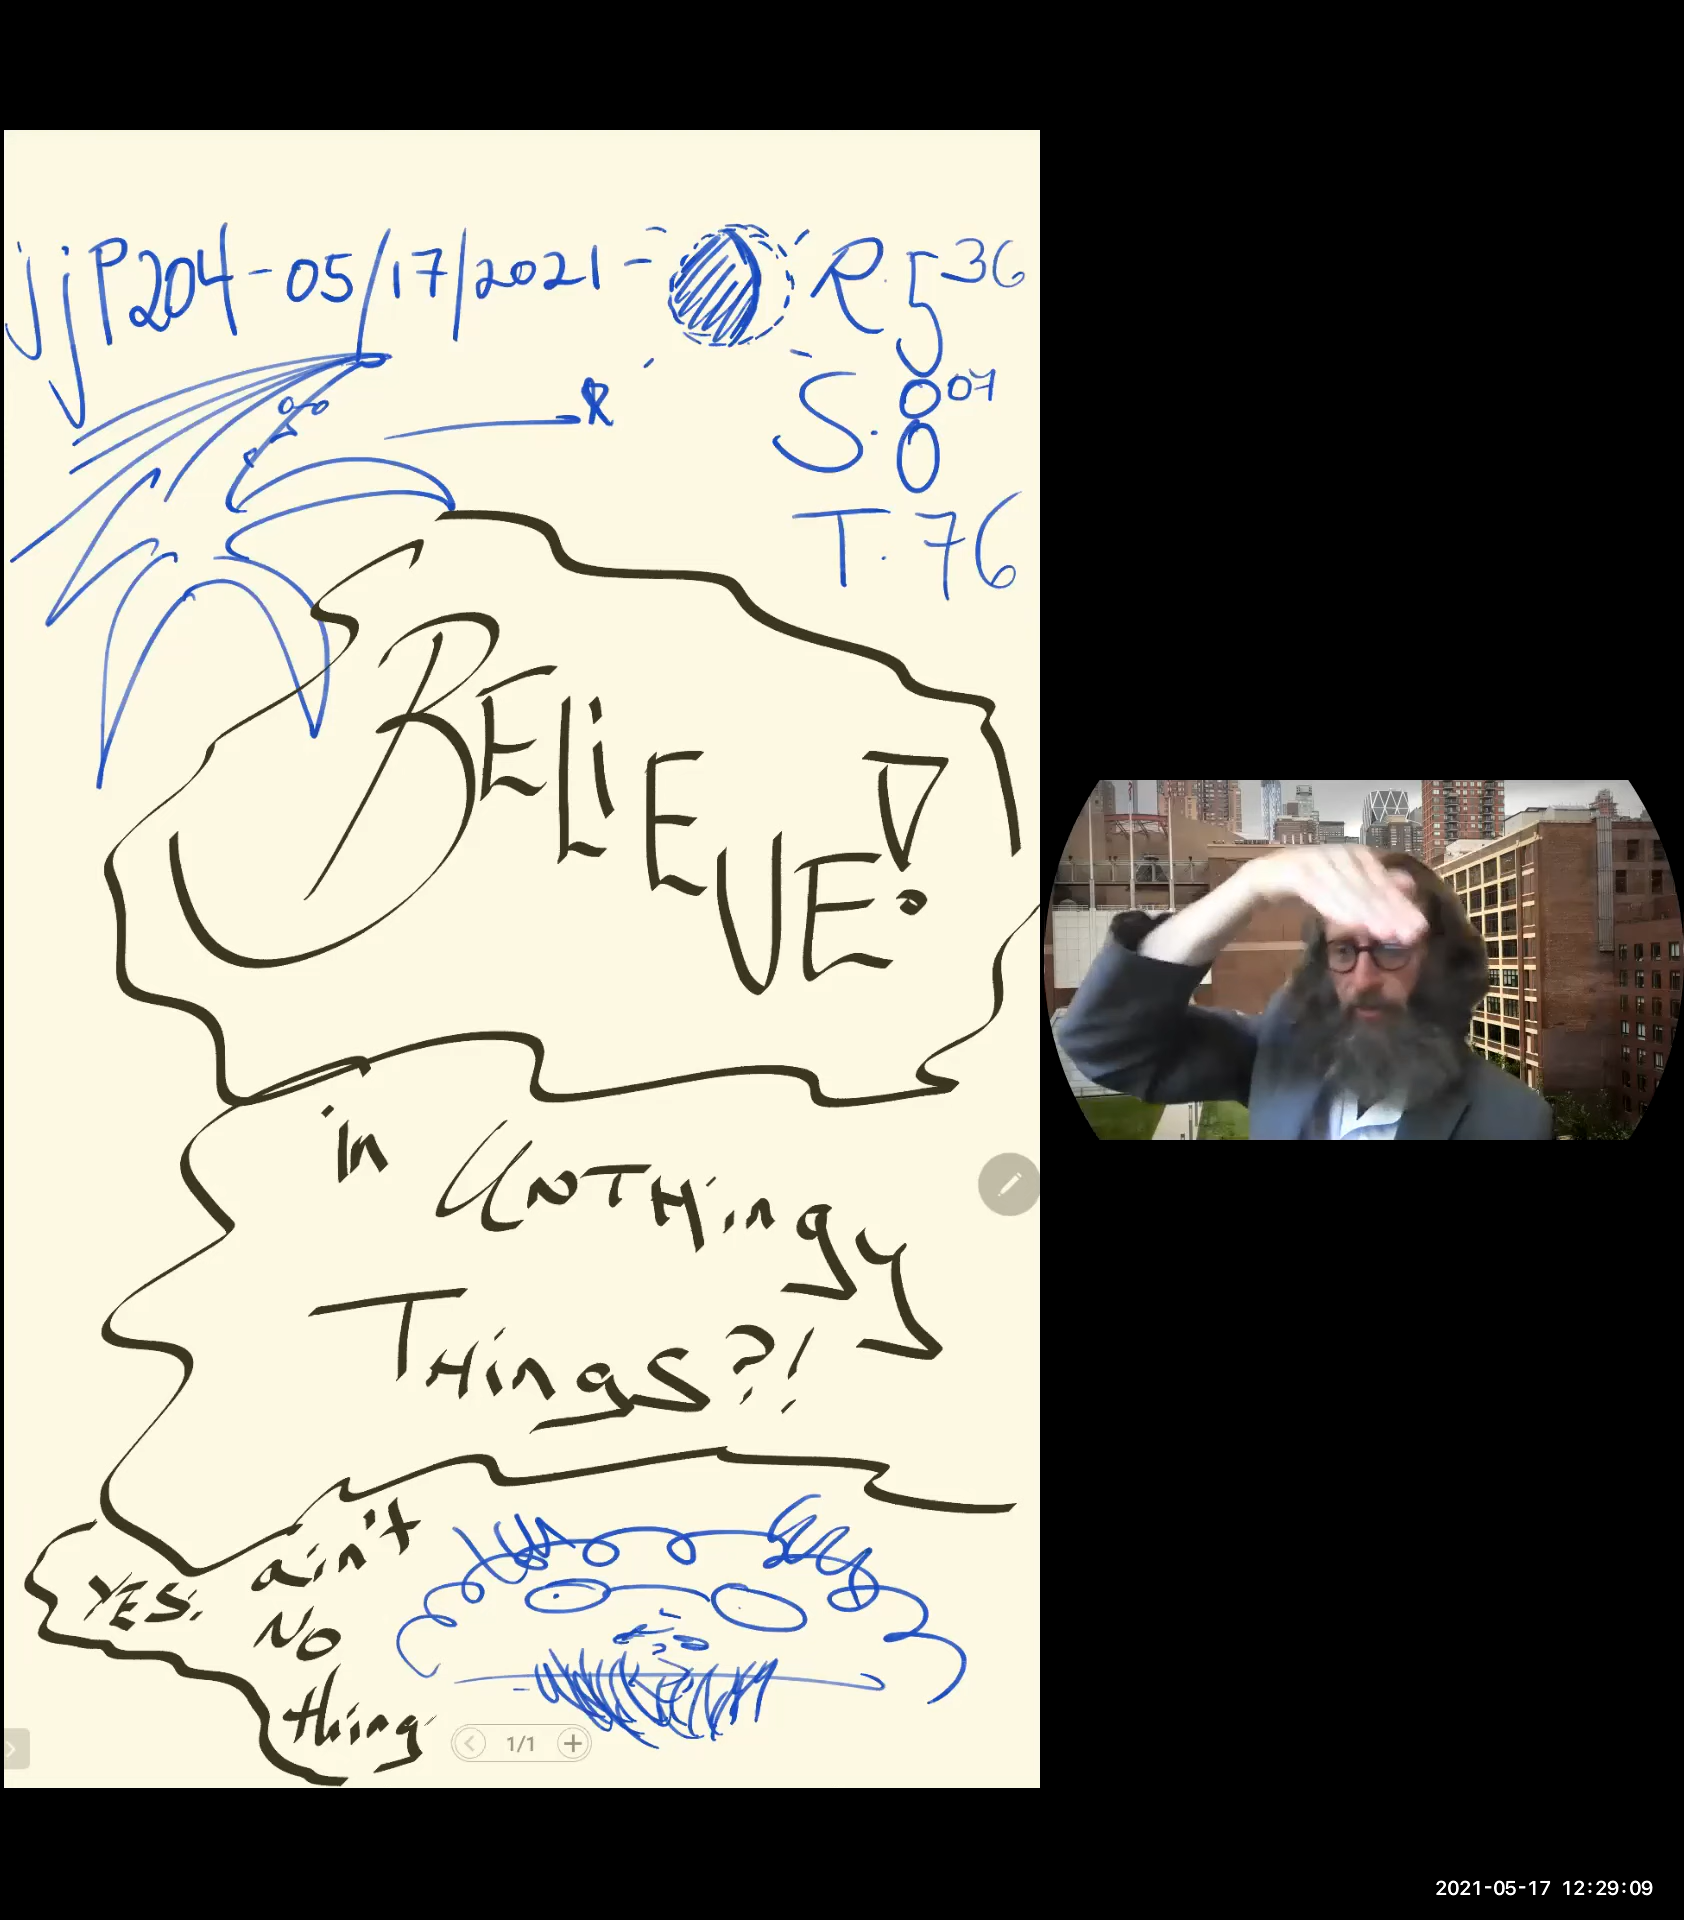 jjP204-05/17/2021-
R. 5 36
S. 8 07
T. 76
BELiEVE!
in UNTHingy
THingS?!
YES: ain't
NO
thing
1/1
2021-05-17 12:29:09